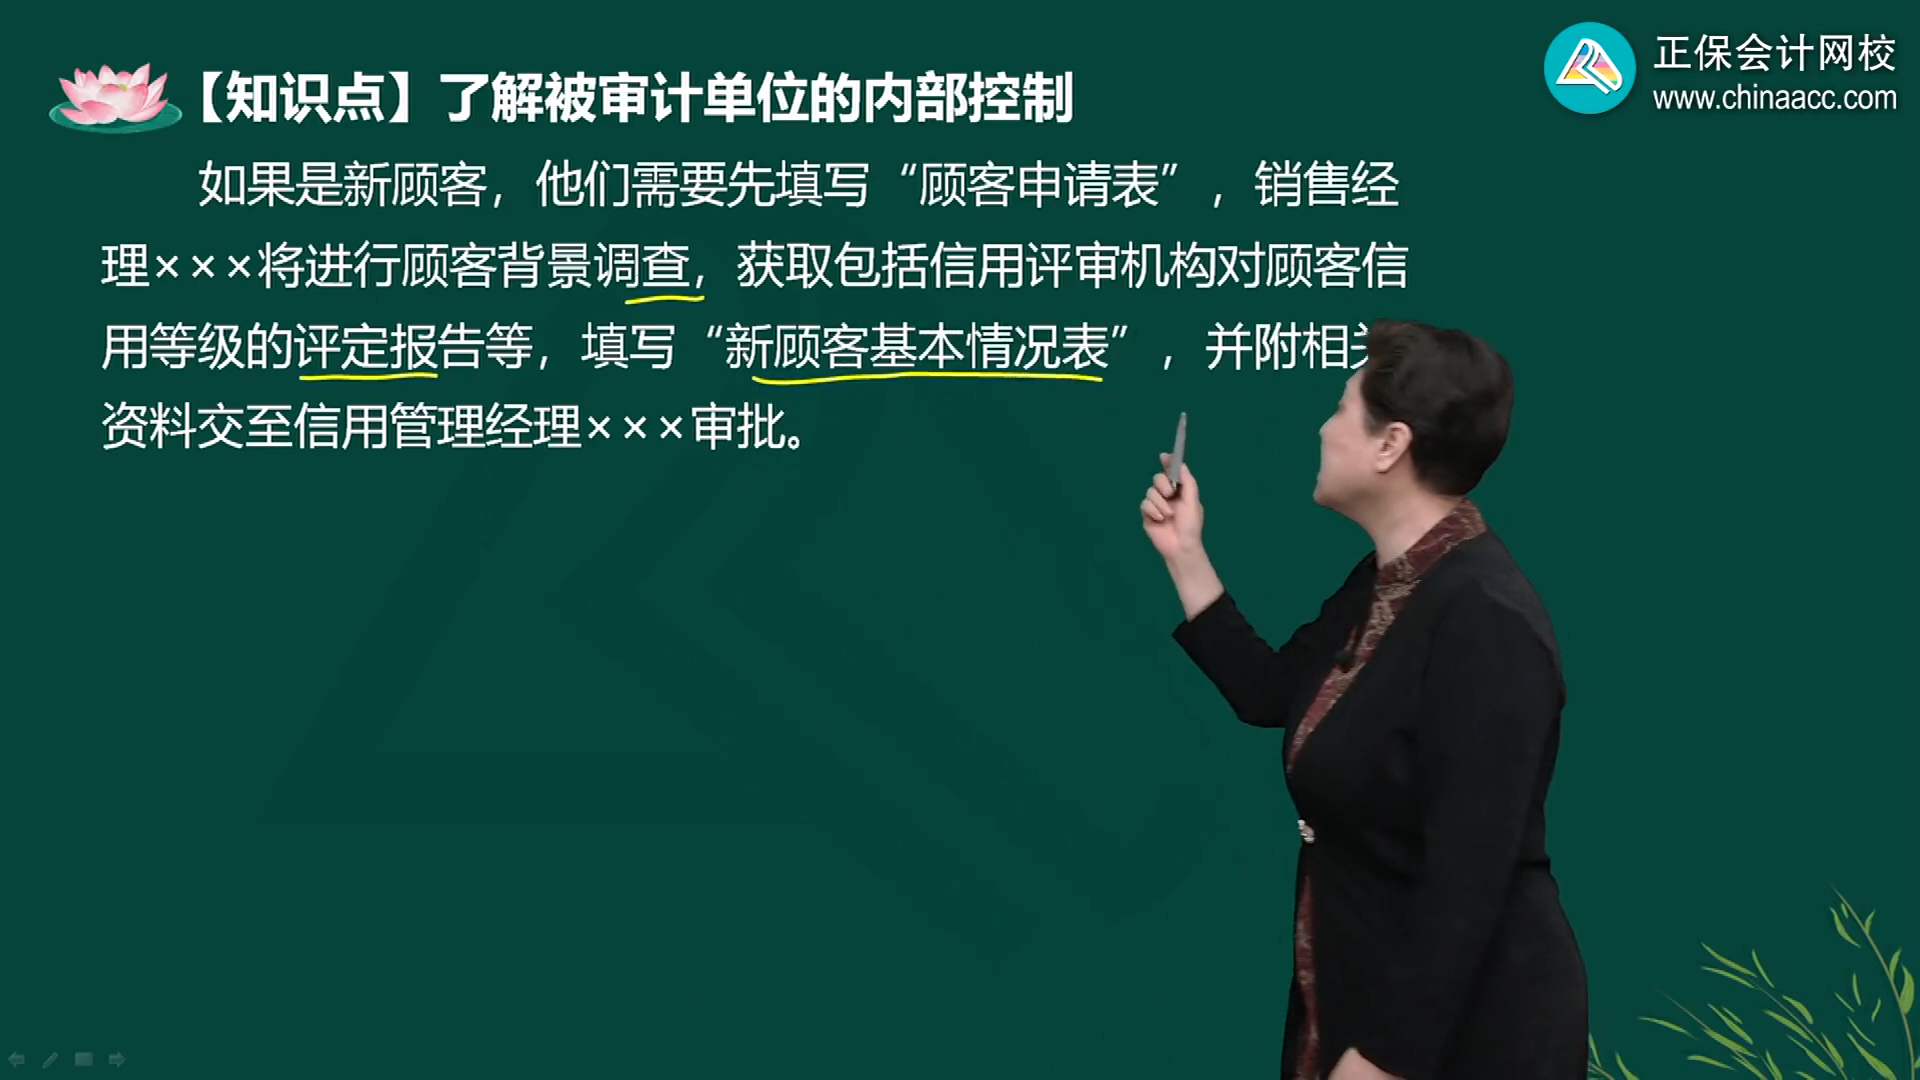 正保会计网校
www.chinaacc.com
【知识点】了解被审计单位的内部控制
如果是新顾客，他们需要先填写“顾客申请表”，销售经
理×××将进行顾客背景调查，获取包括信用评审机构对顾客信
用等级的评定报告等，填写“新顾客基本情况表”，并附相关
资料交至信用管理经理×××审批。